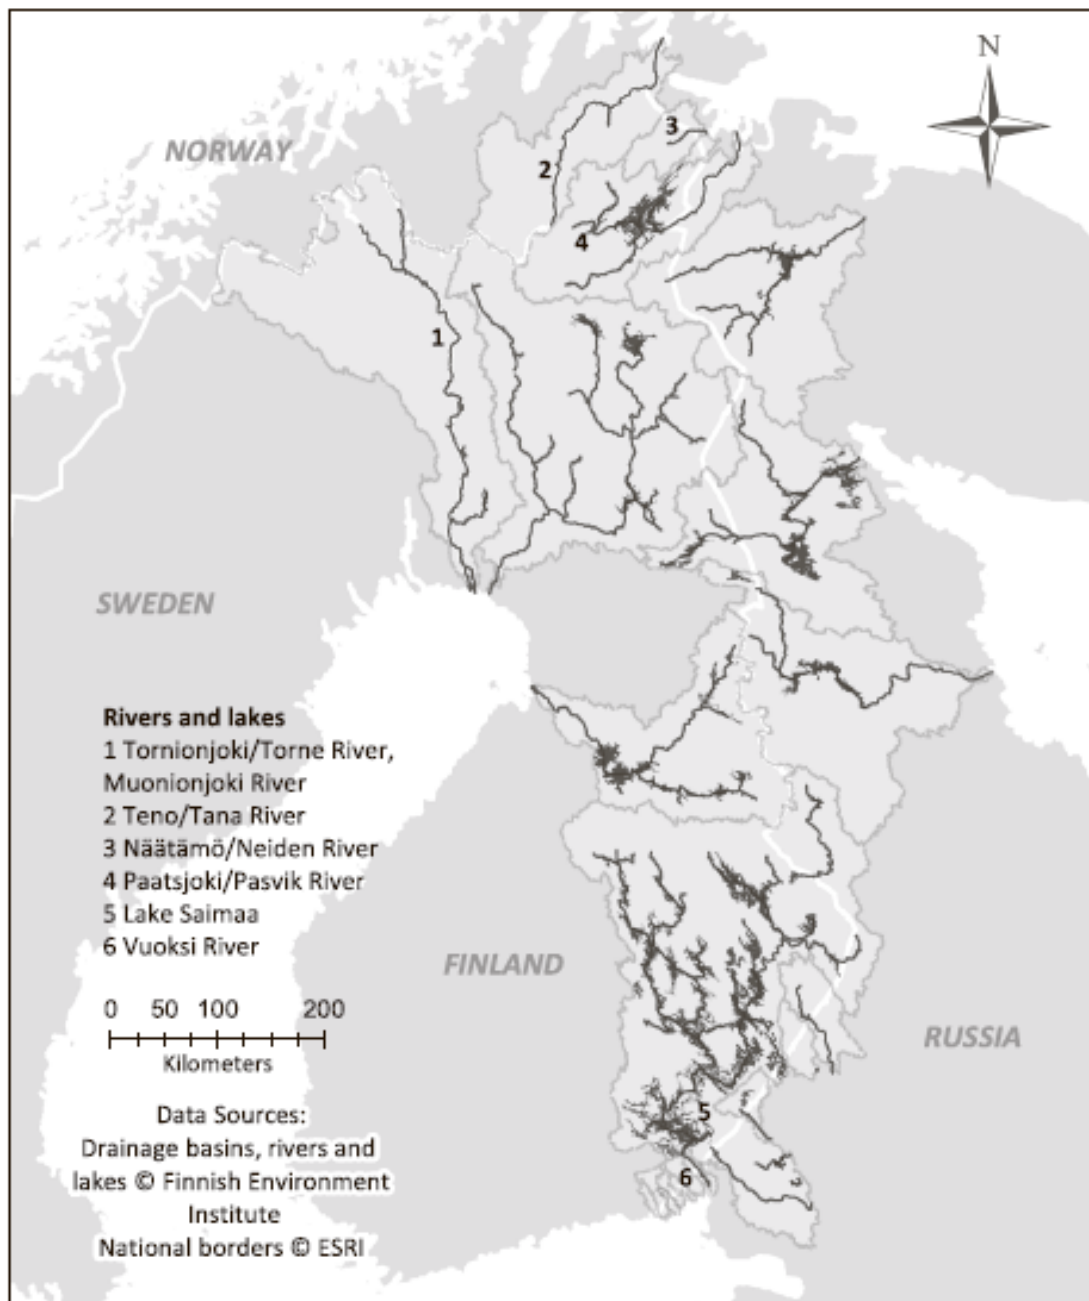 N
NORWAY
3
2
4
1
SWEDEN
Rivers and lakes
1 Tornionjoki/Torne River,
Muonionjoki River
2 Teno/Tana River
3 Näätämö/Neiden River
4 Paatsjoki/Pasvik River
5 Lake Saimaa
6 Vuoksi River
FINLAND
RUSSIA
0 50 100 200
Kilometers
5
6
Data Sources:
Drainage basins, rivers and
lakes © Finnish Environment
Institute
National borders © ESRI